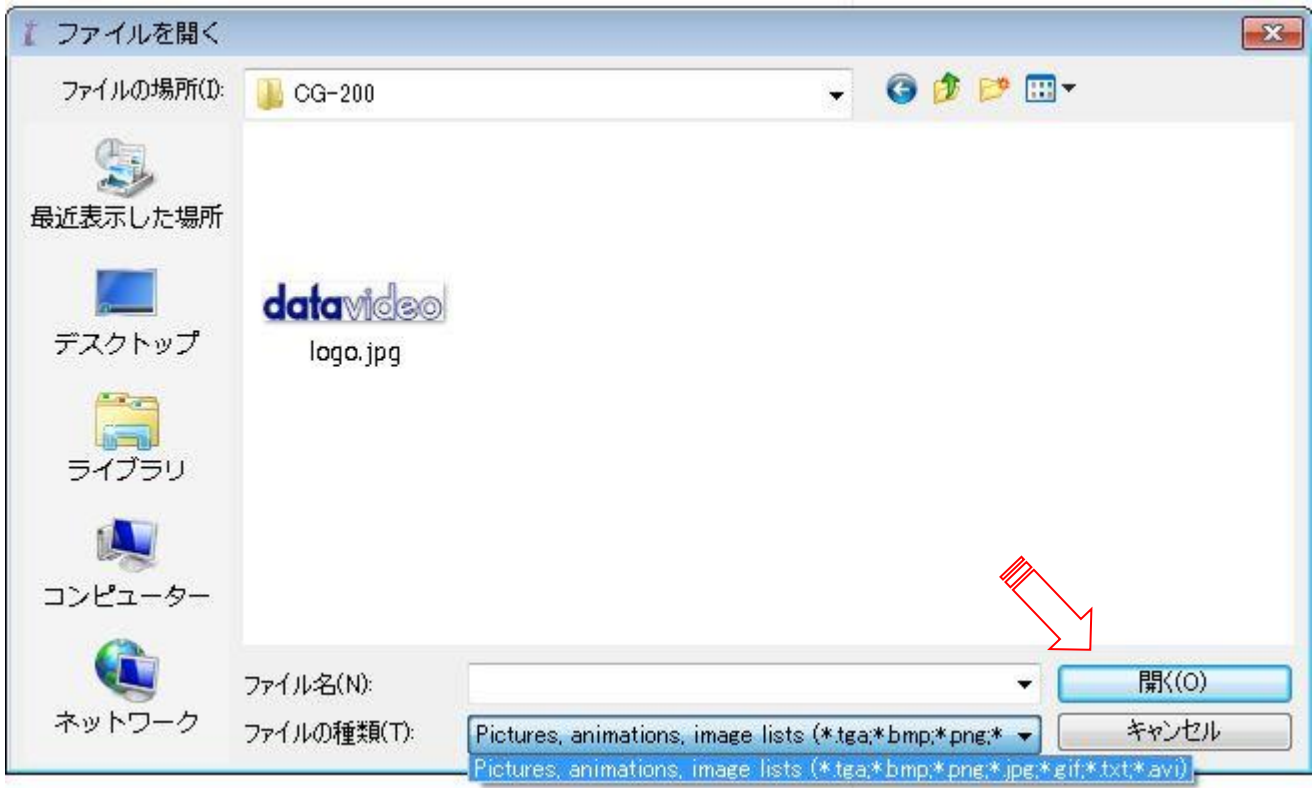 ファイルを開く
ファイルの場所(I):
CG-200
最近表示した場所
datavideo
logo.jpg
デスクトップ
ライブラリ
コンピューター
ネットワーク
ファイル名(N):
開く(O)
ファイルの種類(T):
Pictures, animations, image lists (*.tga;*.bmp;*.png;*
キャンセル
Pictures, animations, image lists (*.tga;*.bmp;*.png;*.jpg;*.gif;*.txt;*.avi)